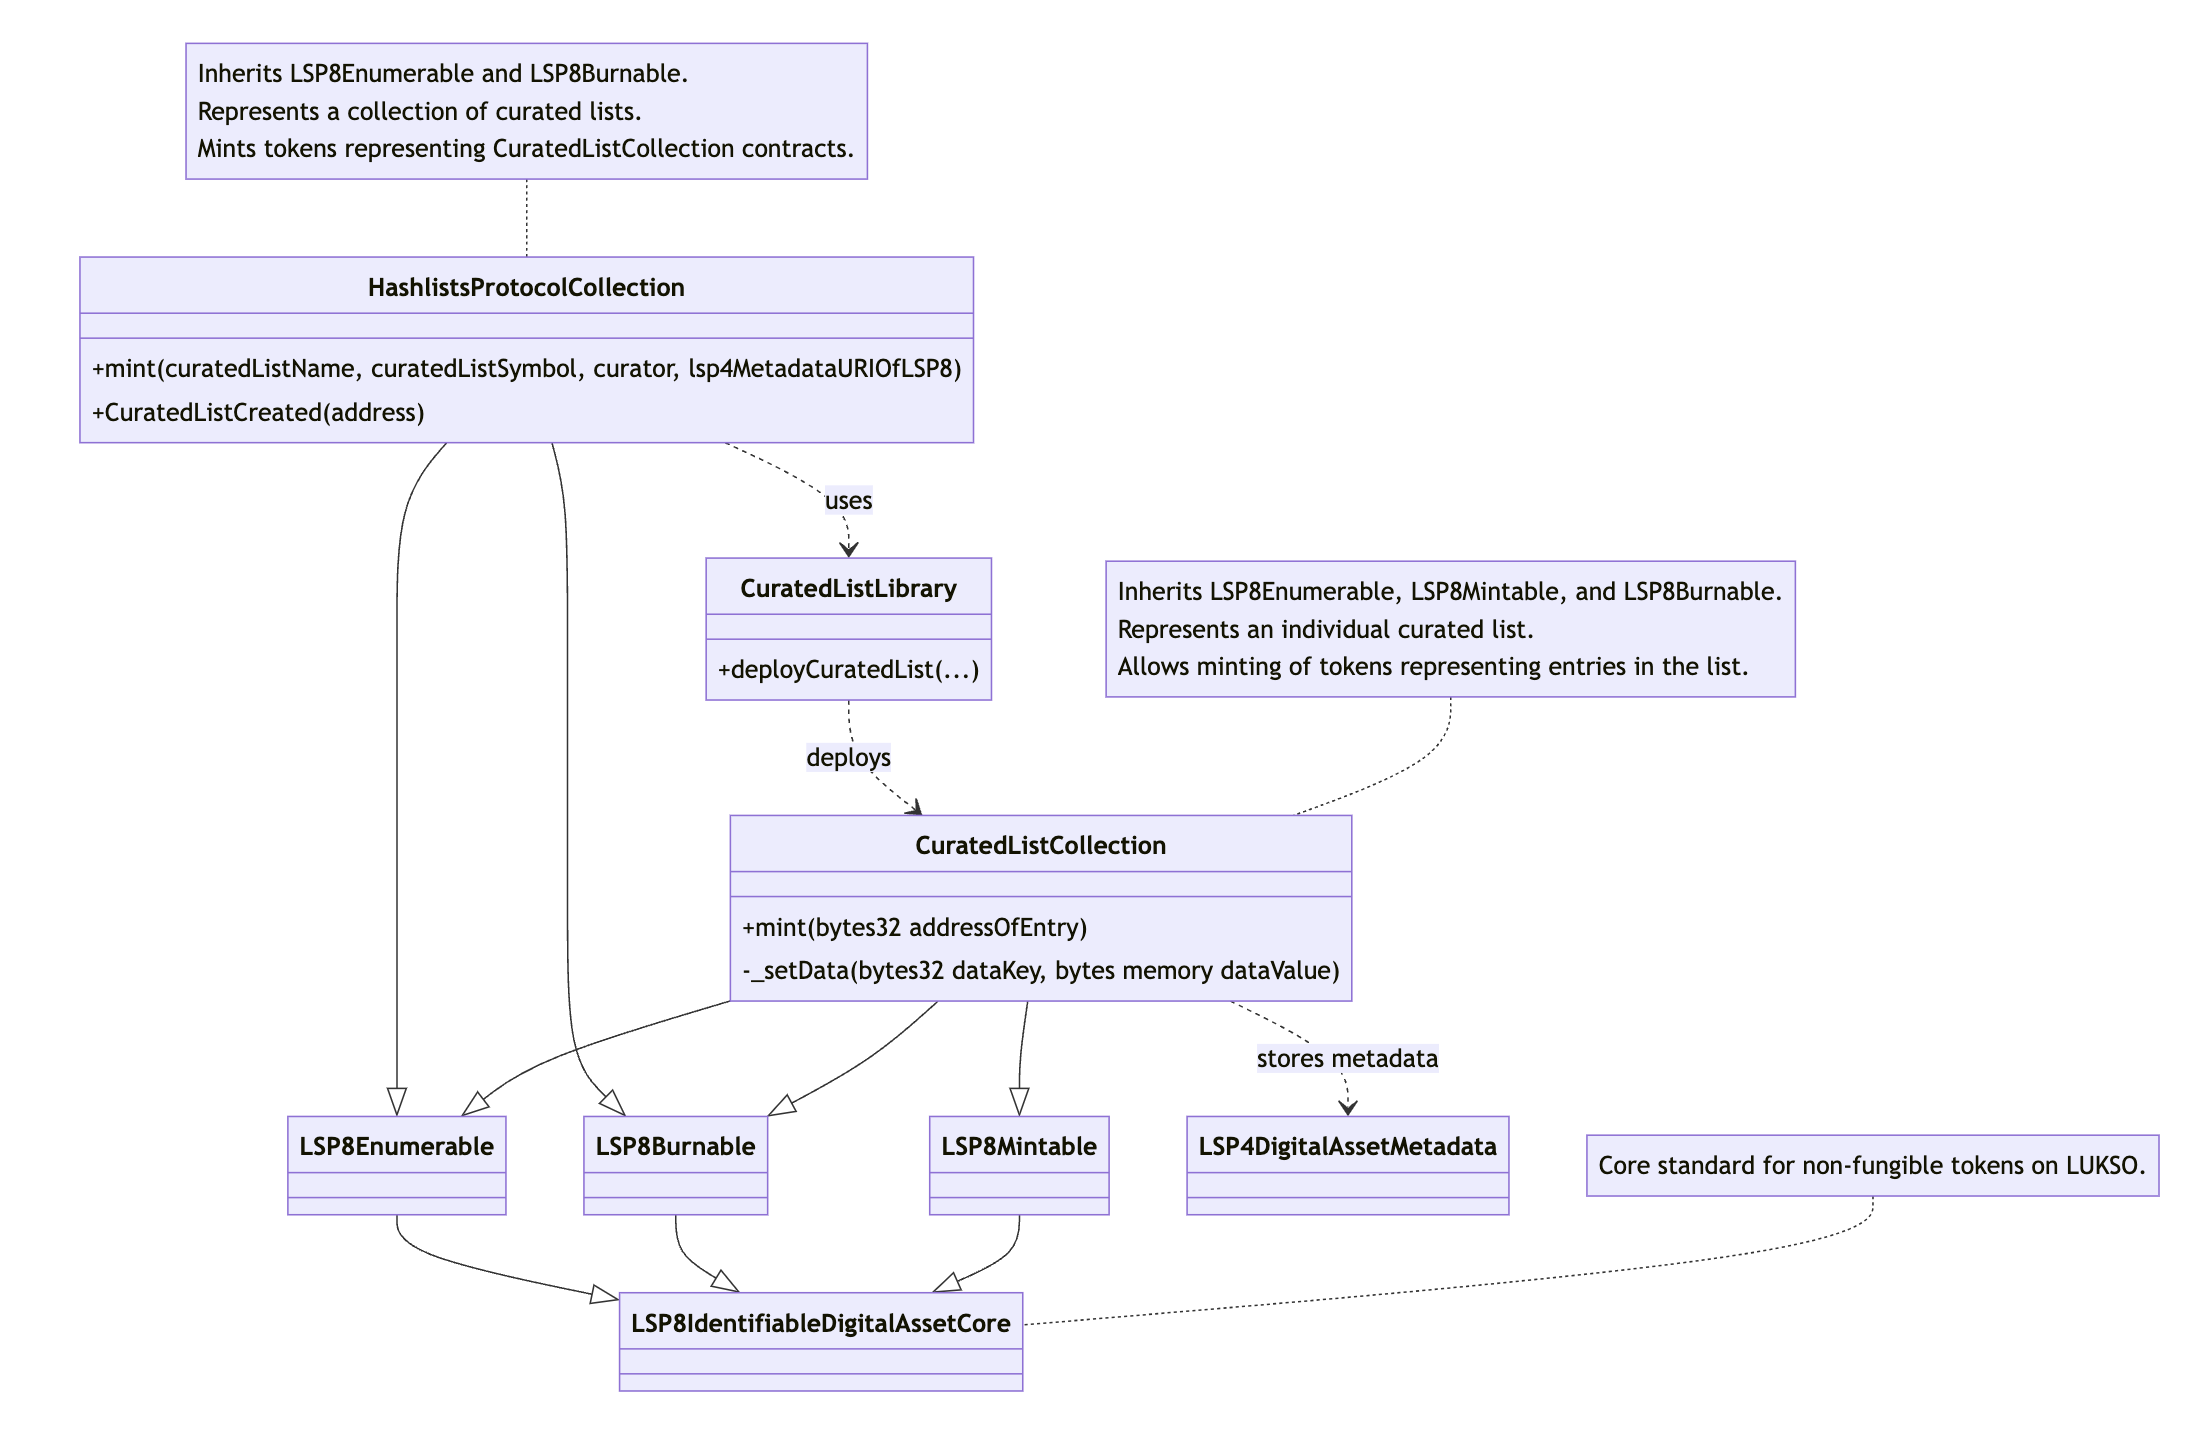 Inherits LSP8Enumerable and LSP8Burnable.
Represents a collection of curated lists.
Mints tokens representing CuratedListCollection contracts.
HashlistsProtocolCollection
+mint(curatedListName, curatedListSymbol, curator, lsp4MetadataURIOfLSP8)
+CuratedListCreated(address)
uses
CuratedListLibrary
+deployCuratedList(...)
Inherits LSP8Enumerable, LSP8Mintable, and LSP8Burnable.
Represents an individual curated list.
Allows minting of tokens representing entries in the list.
deploys
CuratedListCollection
+mint(bytes32 addressOfEntry)
-_setData(bytes32 dataKey, bytes memory dataValue)
stores metadata
LSP8Enumerable
LSP8Burnable
LSP8Mintable
LSP4DigitalAssetMetadata
Core standard for non-fungible tokens on LUKSO.
LSP8IdentifiableDigitalAssetCore